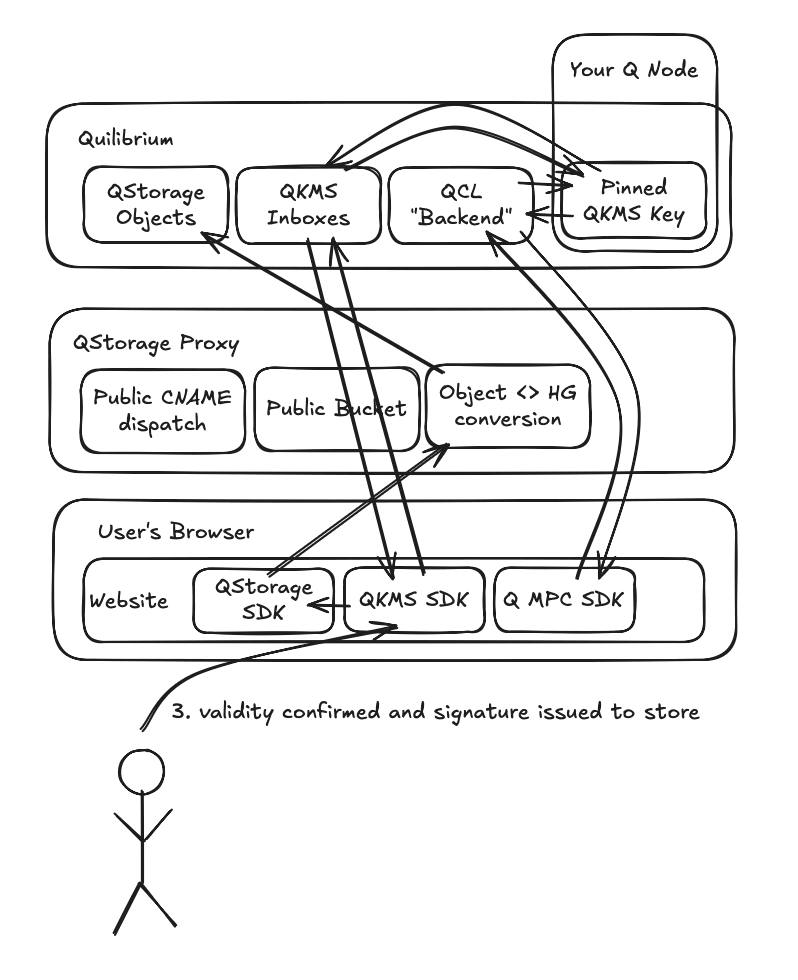 Your Q Node
Quilibrium
QStorage
Objects
QKMS
Inboxes
QCL
"Backend"
Pinned
QKMS Key
QStorage Proxy
Public CNAME
dispatch
Public Bucket
Object <> HG
conversion
User's Browser
Website
QStorage
SDK
QKMS SDK
Q MPC SDK
3. validity confirmed and signature issued to store